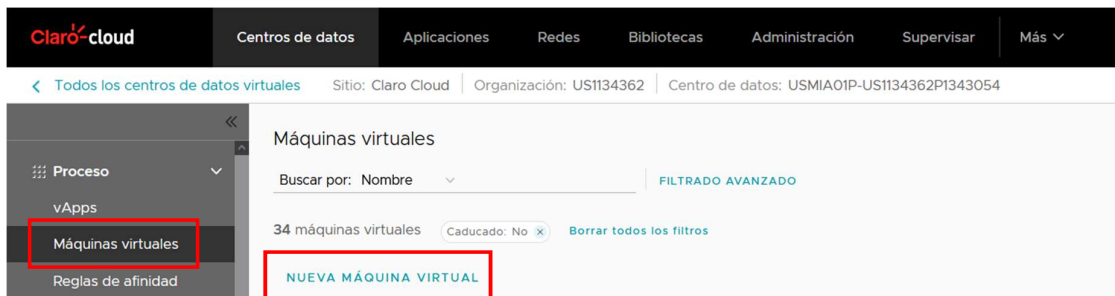 Claro-cloud
Centros de datos Aplicaciones Redes Bibliotecas Administración Supervisar Más
Todos los centros de datos virtuales Sitio: Claro Cloud Organización: US1134362 Centro de datos: USMIA01P-US1134362P1343054
Máquinas virtuales
Proceso
Buscar por: Nombre FILTRADO AVANZADO
vApps
34 máquinas virtuales Caducado: No × Borrar todos los filtros
Máquinas virtuales
NUEVA MÁQUINA VIRTUAL
Reglas de afinidad